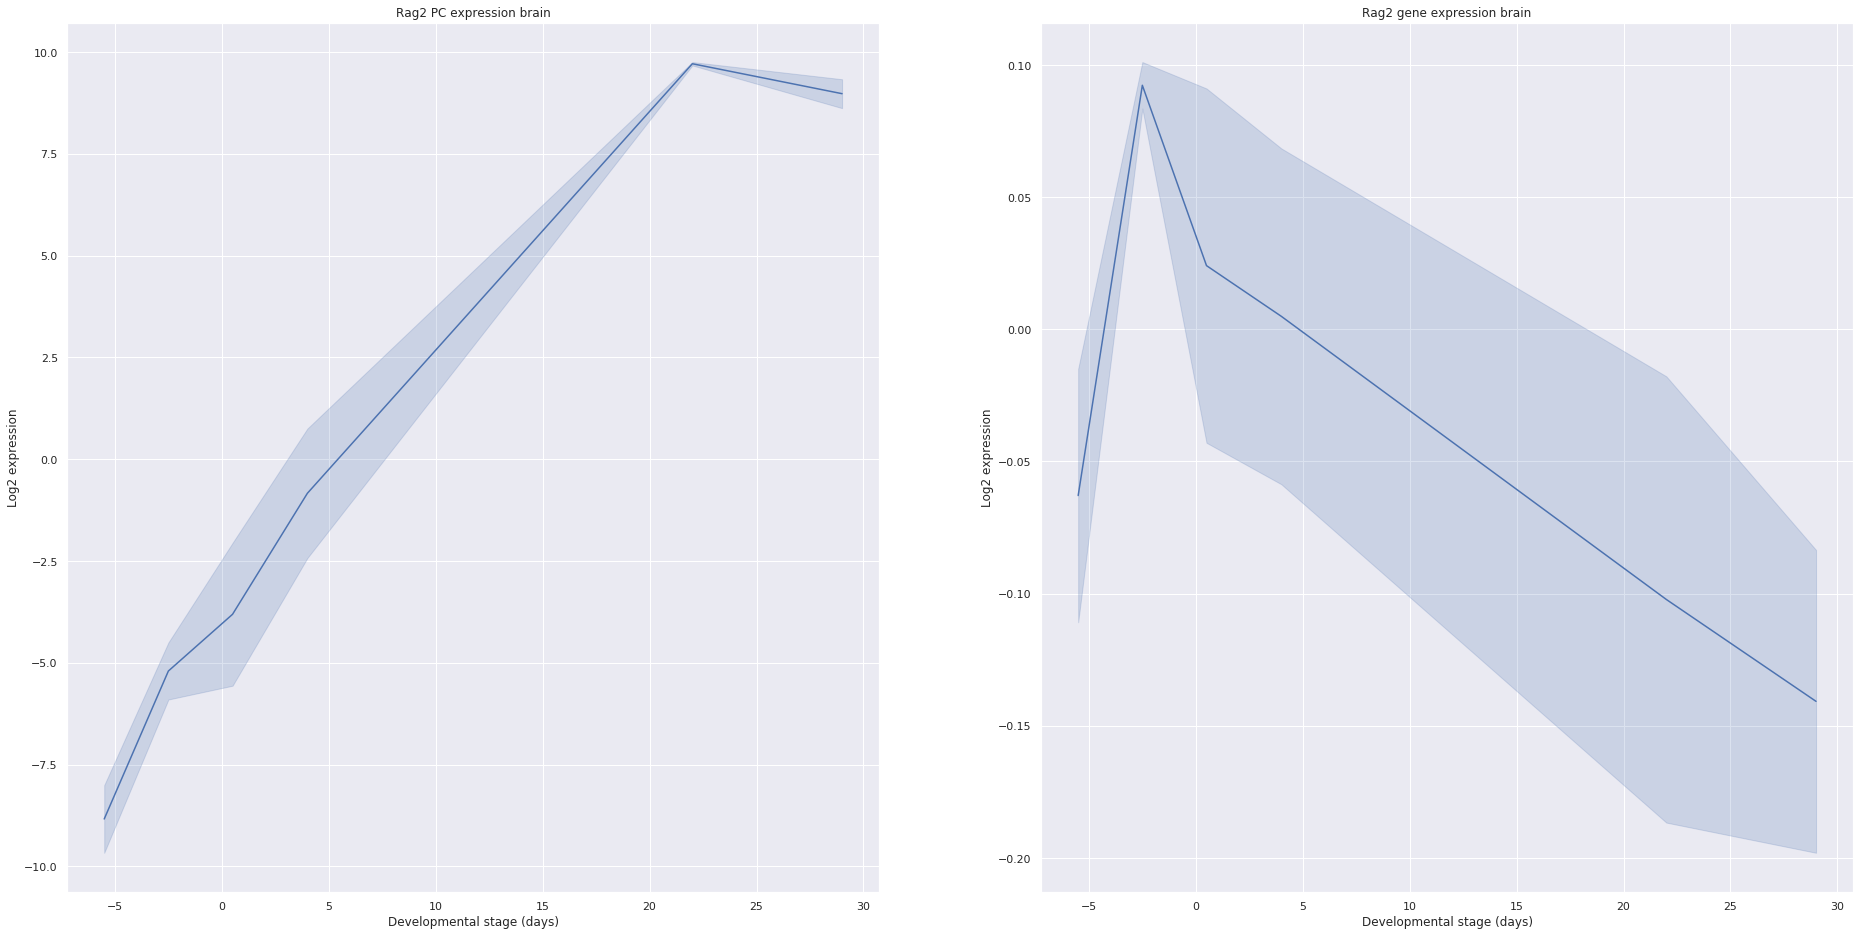 Rag2 PC expression brain
10.0
7.5
5.0
2.5
0.0
−2.5
−5.0
−7.5
−10.0
Log2 expression
−5 0 5 10 15 20 25 30
Developmental stage (days)
Rag2 gene expression brain
0.10
0.05
0.00
−0.05
−0.10
−0.15
−0.20
Log2 expression
−5 0 5 10 15 20 25 30
Developmental stage (days)